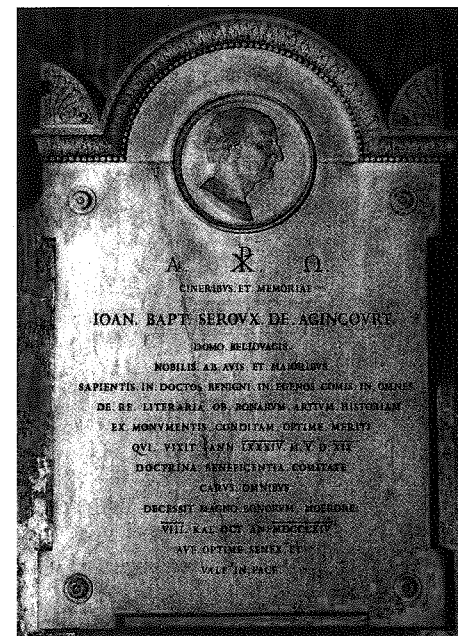 A ☧ Ω
CINERIBVS. ET MEMORIAE
IOAN. BAPT. SEROVX. DE. AGINCOVRT.
DOMO. BELLOVACIS.
NOBILIS. AB. AVIS. ET MAIORIBVS
SAPIENTIS. IN. DOCTOS. BENIGNI. IN. EGENOS. COMIS. IN. OMNES
DE. RE. LITERARIA. OB. BONARVM. ARTIVM. HISTORIAM
EX. MONVMENTIS. CONDITAM. OPTIME. MERITI
QVI. VIXIT. ANN. LXXXIV. M. V. D. XIX
DOCTRINA. BENEFICENTIA. COMITATE
CARVS. OMNIBVS
DECESSIT. MAGNO. BONORVM. MOERORE.
VIII. KAL. OCT. AN. MDCCCXIV
AVE. OPTIME. SENEX. ET.
VALE. IN. PACE.